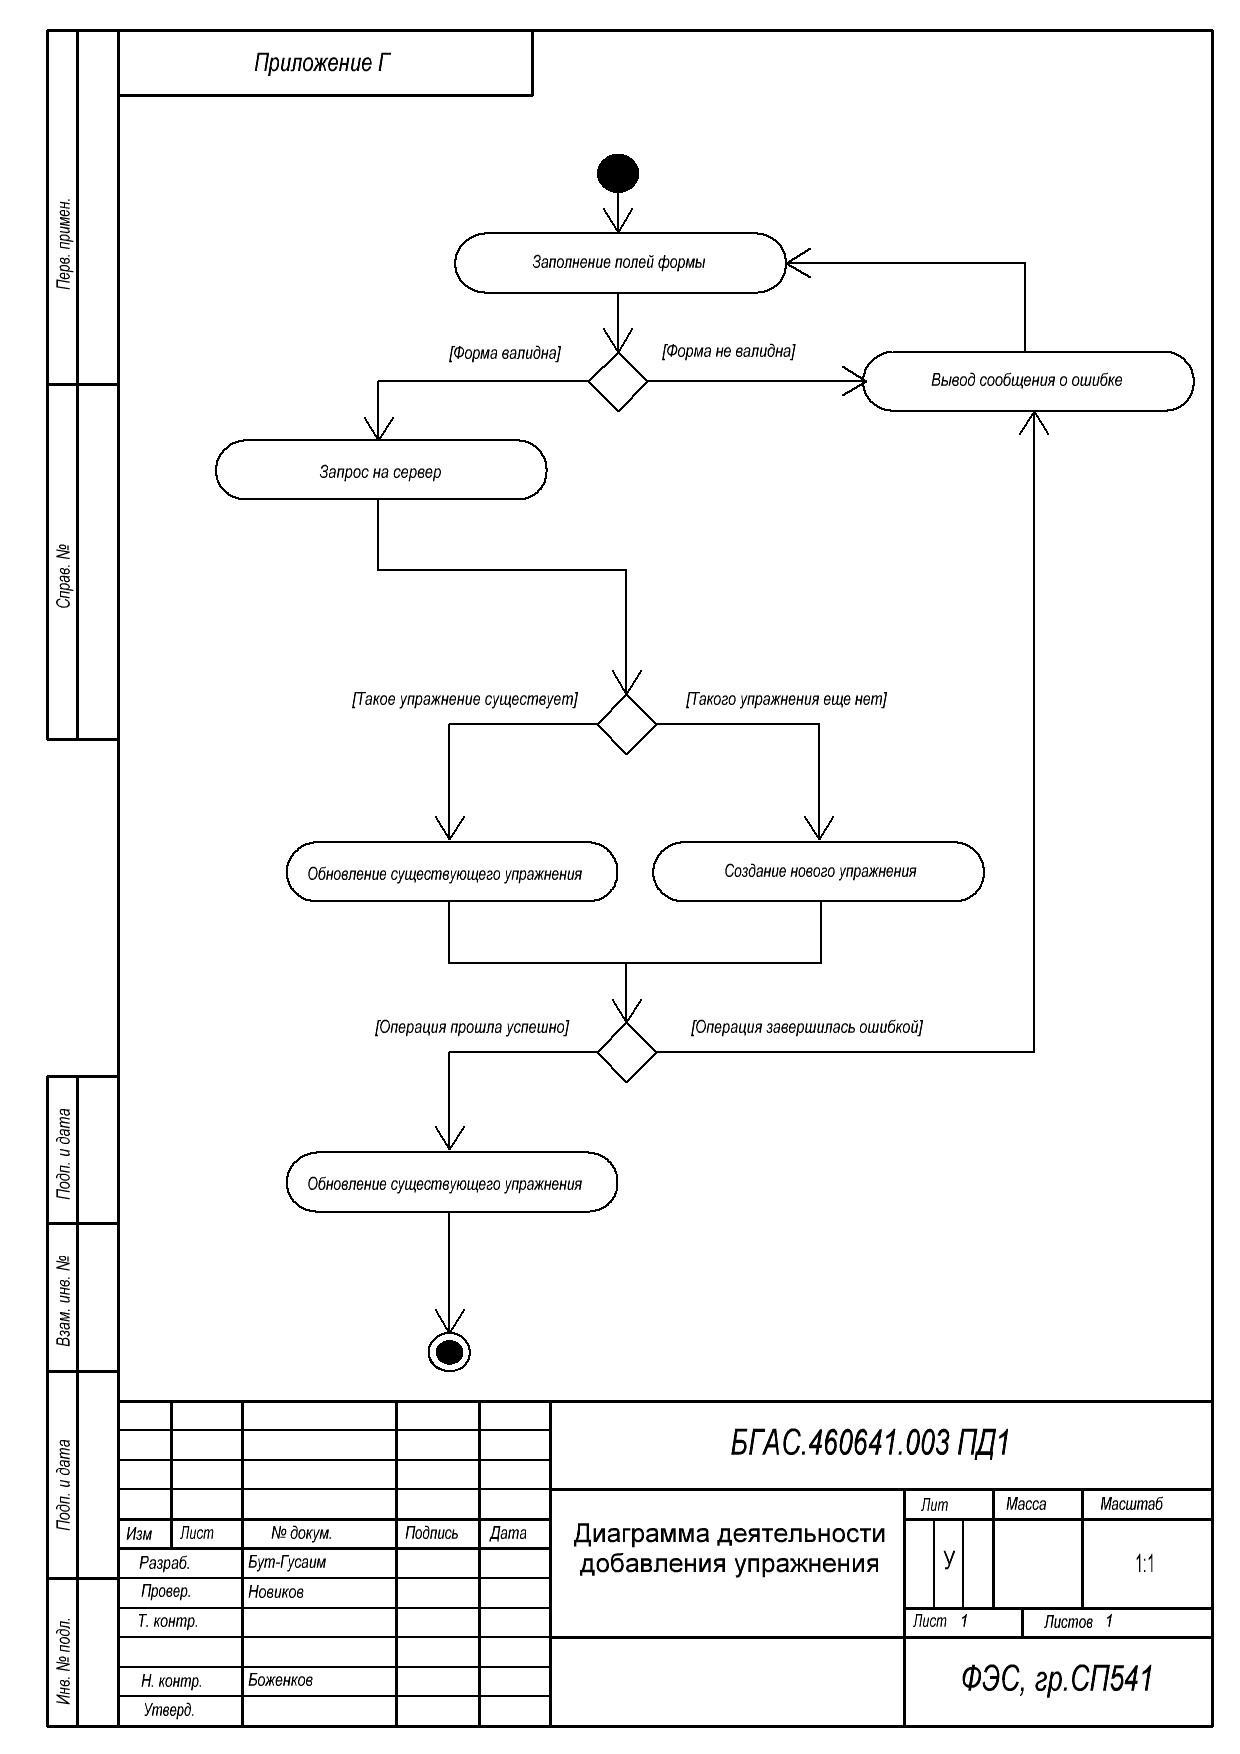 Приложение Г
Перв. примен.
Справ. №
Подп. и дата
Взам. инв. №
Подп. и дата
Инв. № подл.
Заполнение полей формы
[Форма валидна]
[Форма не валидна]
Вывод сообщения о ошибке
Запрос на сервер
[Такое упражнение существует]
[Такого упражнения еще нет]
Обновление существующего упражнения
Создание нового упражнения
[Операция прошла успешно]
[Операция завершилась ошибкой]
Обновление существующего упражнения
БГАС.460641.003 ПД1
Изм Лист № докум. Подпись Дата
Разраб. Бут-Гусаим
Провер. Новиков
Т. контр.
Н. контр. Боженков
Утверд.
Диаграмма деятельности
добавления упражнения
Лит Масса Масштаб
У 1:1
Лист 1 Листов 1
ФЭС, гр.СП541